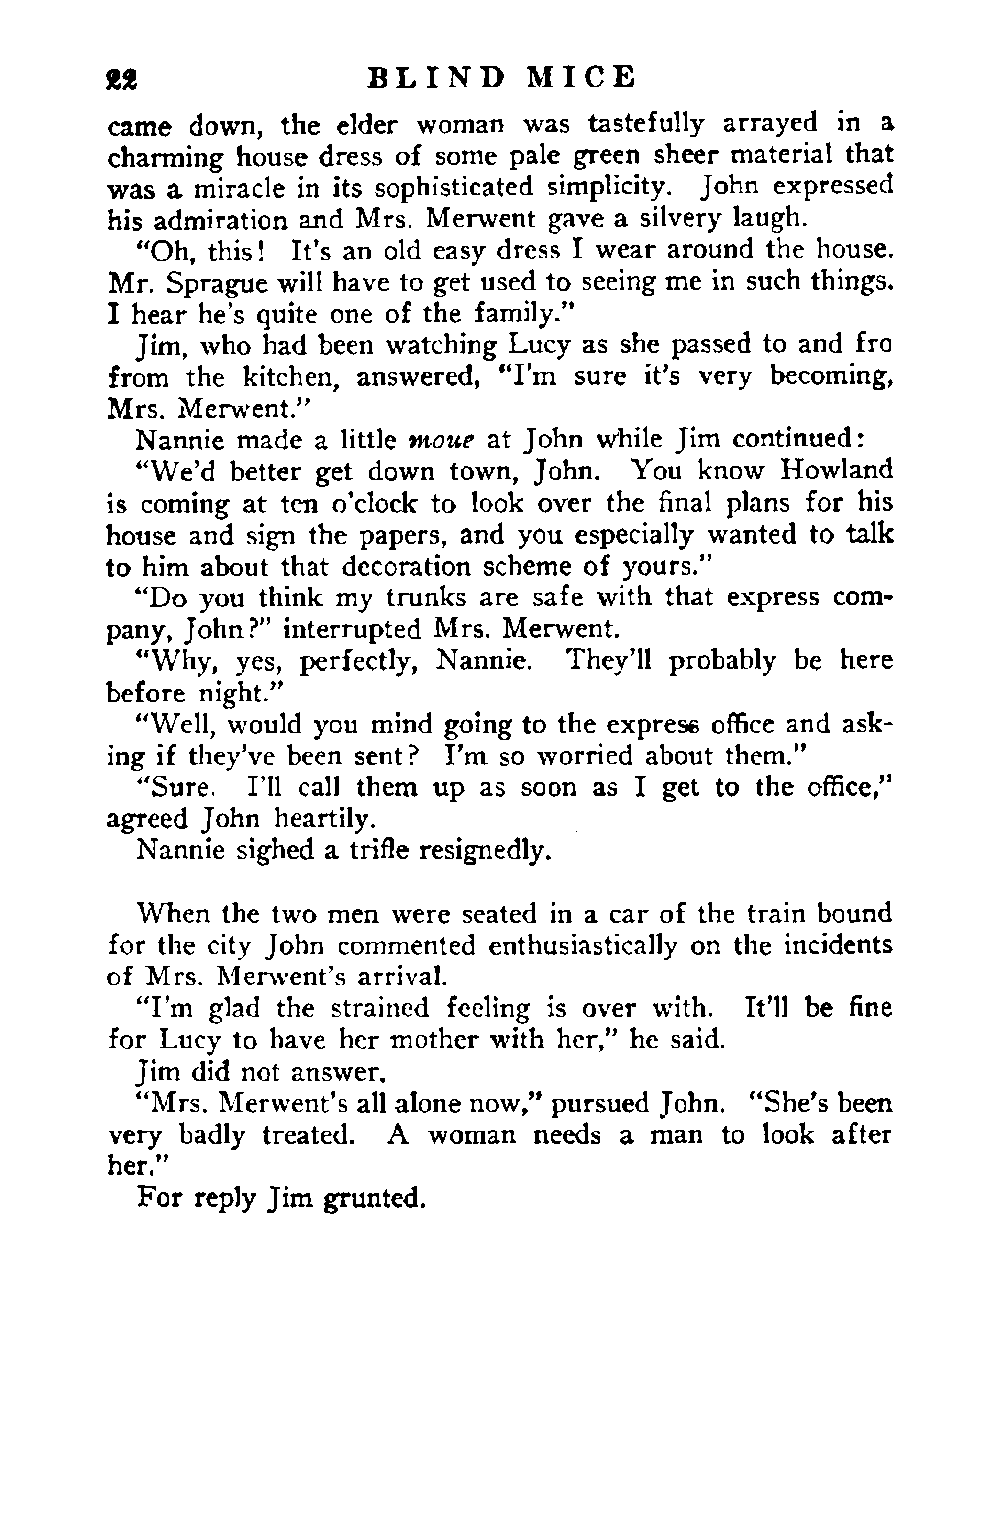 22 BLIND MICE
came down, the elder woman was tastefully arrayed in a
charming house dress of some pale green sheer material that
was a miracle in its sophisticated simplicity. John expressed
his admiration and Mrs. Merwent gave a silvery laugh.
“Oh, this! It's an old easy dress I wear around the house.
Mr. Sprague will have to get used to seeing me in such things.
I hear he's quite one of the family.”
Jim, who had been watching Lucy as she passed to and fro
from the kitchen, answered, “I'm sure it's very becoming,
Mrs. Merwent.”
Nannie made a little moue at John while Jim continued:
“We'd better get down town, John. You know Howland
is coming at ten o'clock to look over the final plans for his
house and sign the papers, and you especially wanted to talk
to him about that decoration scheme of yours.”
“Do you think my trunks are safe with that express com-
pany, John?” interrupted Mrs. Merwent.
“Why, yes, perfectly, Nannie. They'll probably be here
before night.”
“Well, would you mind going to the express office and ask-
ing if they've been sent? I'm so worried about them.”
“Sure. I'll call them up as soon as I get to the office,”
agreed John heartily.
Nannie sighed a trifle resignedly.
When the two men were seated in a car of the train bound
for the city John commented enthusiastically on the incidents
of Mrs. Merwent's arrival.
“I'm glad the strained feeling is over with. It'll be fine
for Lucy to have her mother with her,” he said.
Jim did not answer.
“Mrs. Merwent's all alone now,” pursued John. “She's been
very badly treated. A woman needs a man to look after
her.”
For reply Jim grunted.